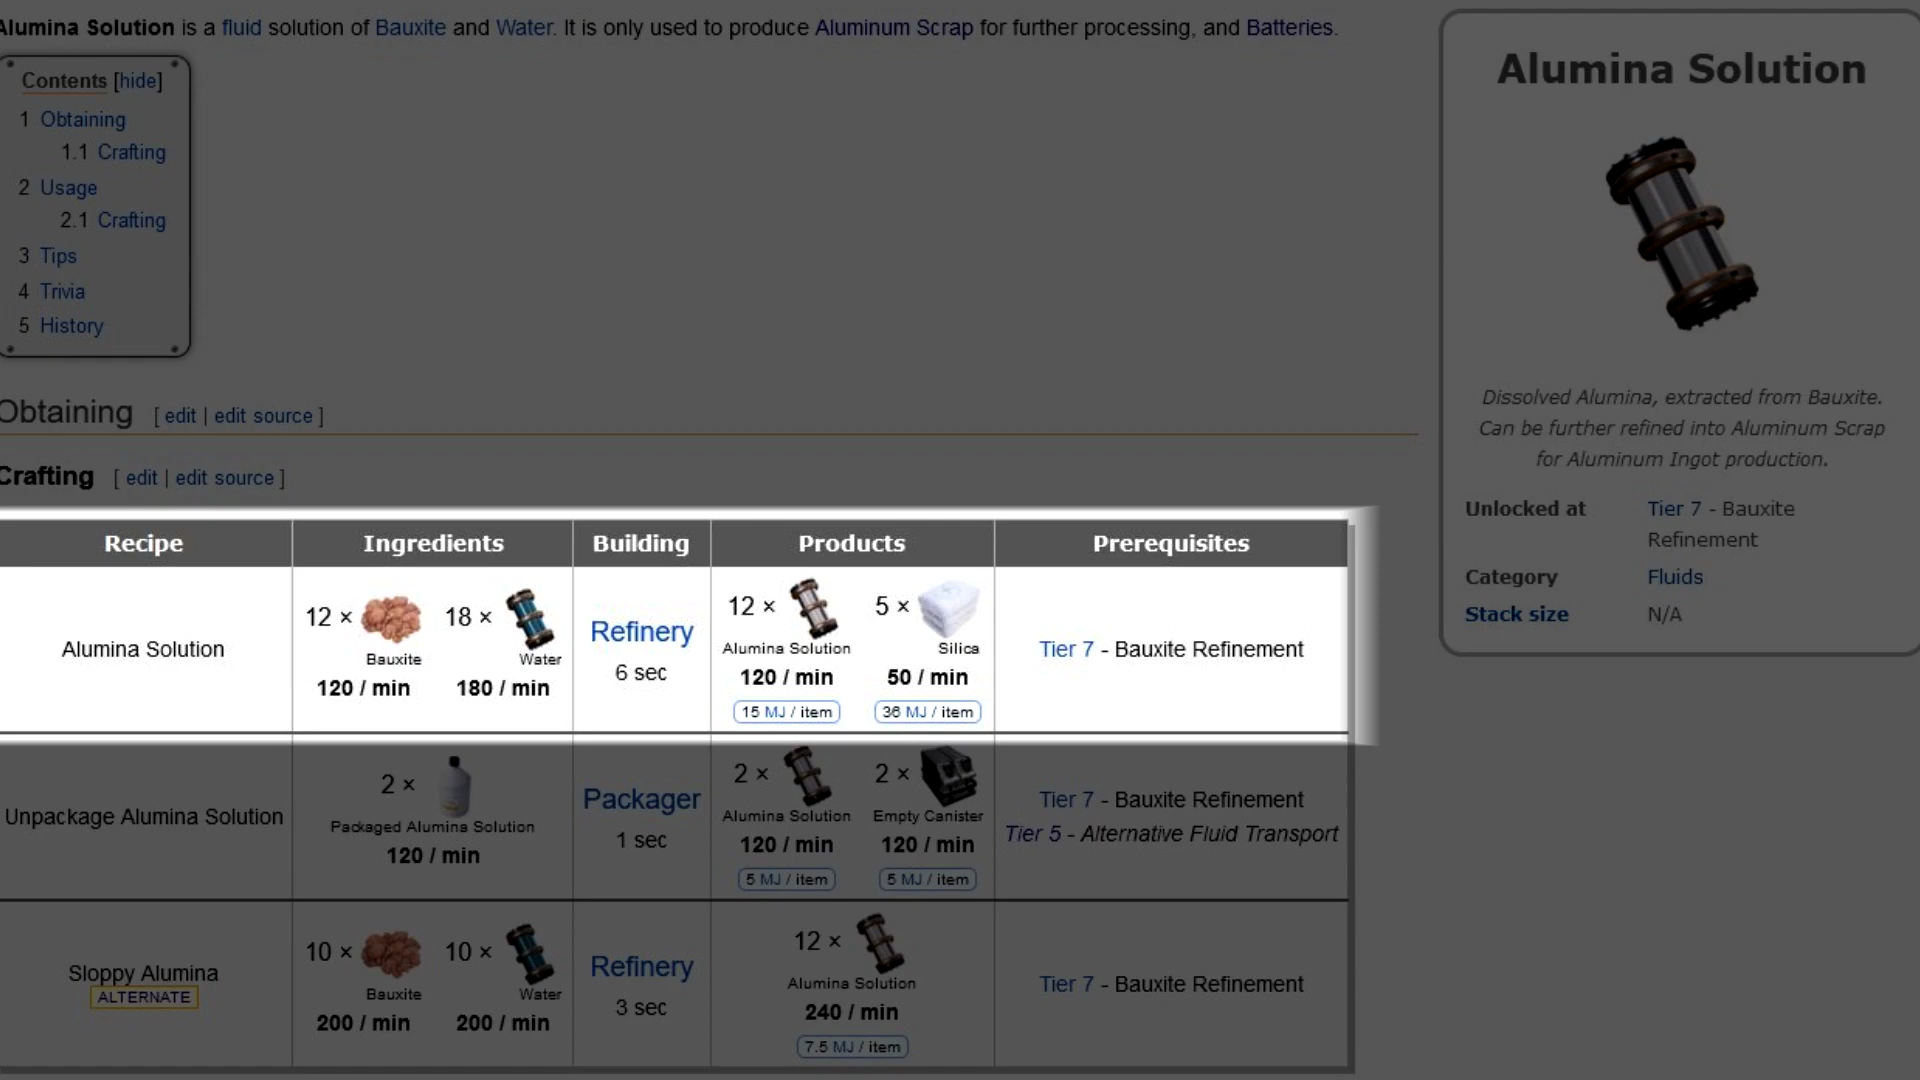 Alumina Solution is a fluid solution of Bauxite and Water. It is only used to produce Aluminum Scrap for further processing, and Batteries.
Contents [hide]
1 Obtaining
1.1 Crafting
2 Usage
2.1 Crafting
3 Tips
4 Trivia
5 History
Obtaining [ edit | edit source ]
Crafting [ edit | edit source ]
Recipe Ingredients Building Products Prerequisites
Alumina Solution
12 × 18 ×
Bauxite Water
120 / min 180 / min
Refinery
6 sec
12 × 5 ×
Alumina Solution Silica
120 / min 50 / min
15 MJ / item 36 MJ / item
Tier 7 - Bauxite Refinement
Unpackage Alumina Solution
2 ×
Packaged Alumina Solution
120 / min
Packager
1 sec
2 × 2 ×
Alumina Solution Empty Canister
120 / min 120 / min
5 MJ / item 5 MJ / item
Tier 7 - Bauxite Refinement
Tier 5 - Alternative Fluid Transport
Sloppy Alumina
ALTERNATE
10 × 10 ×
Bauxite Water
200 / min 200 / min
Refinery
3 sec
12 ×
Alumina Solution
240 / min
7.5 MJ / item
Tier 7 - Bauxite Refinement
Alumina Solution
Dissolved Alumina, extracted from Bauxite.
Can be further refined into Aluminum Scrap
for Aluminum Ingot production.
Unlocked at Tier 7 - Bauxite
Refinement
Category Fluids
Stack size N/A